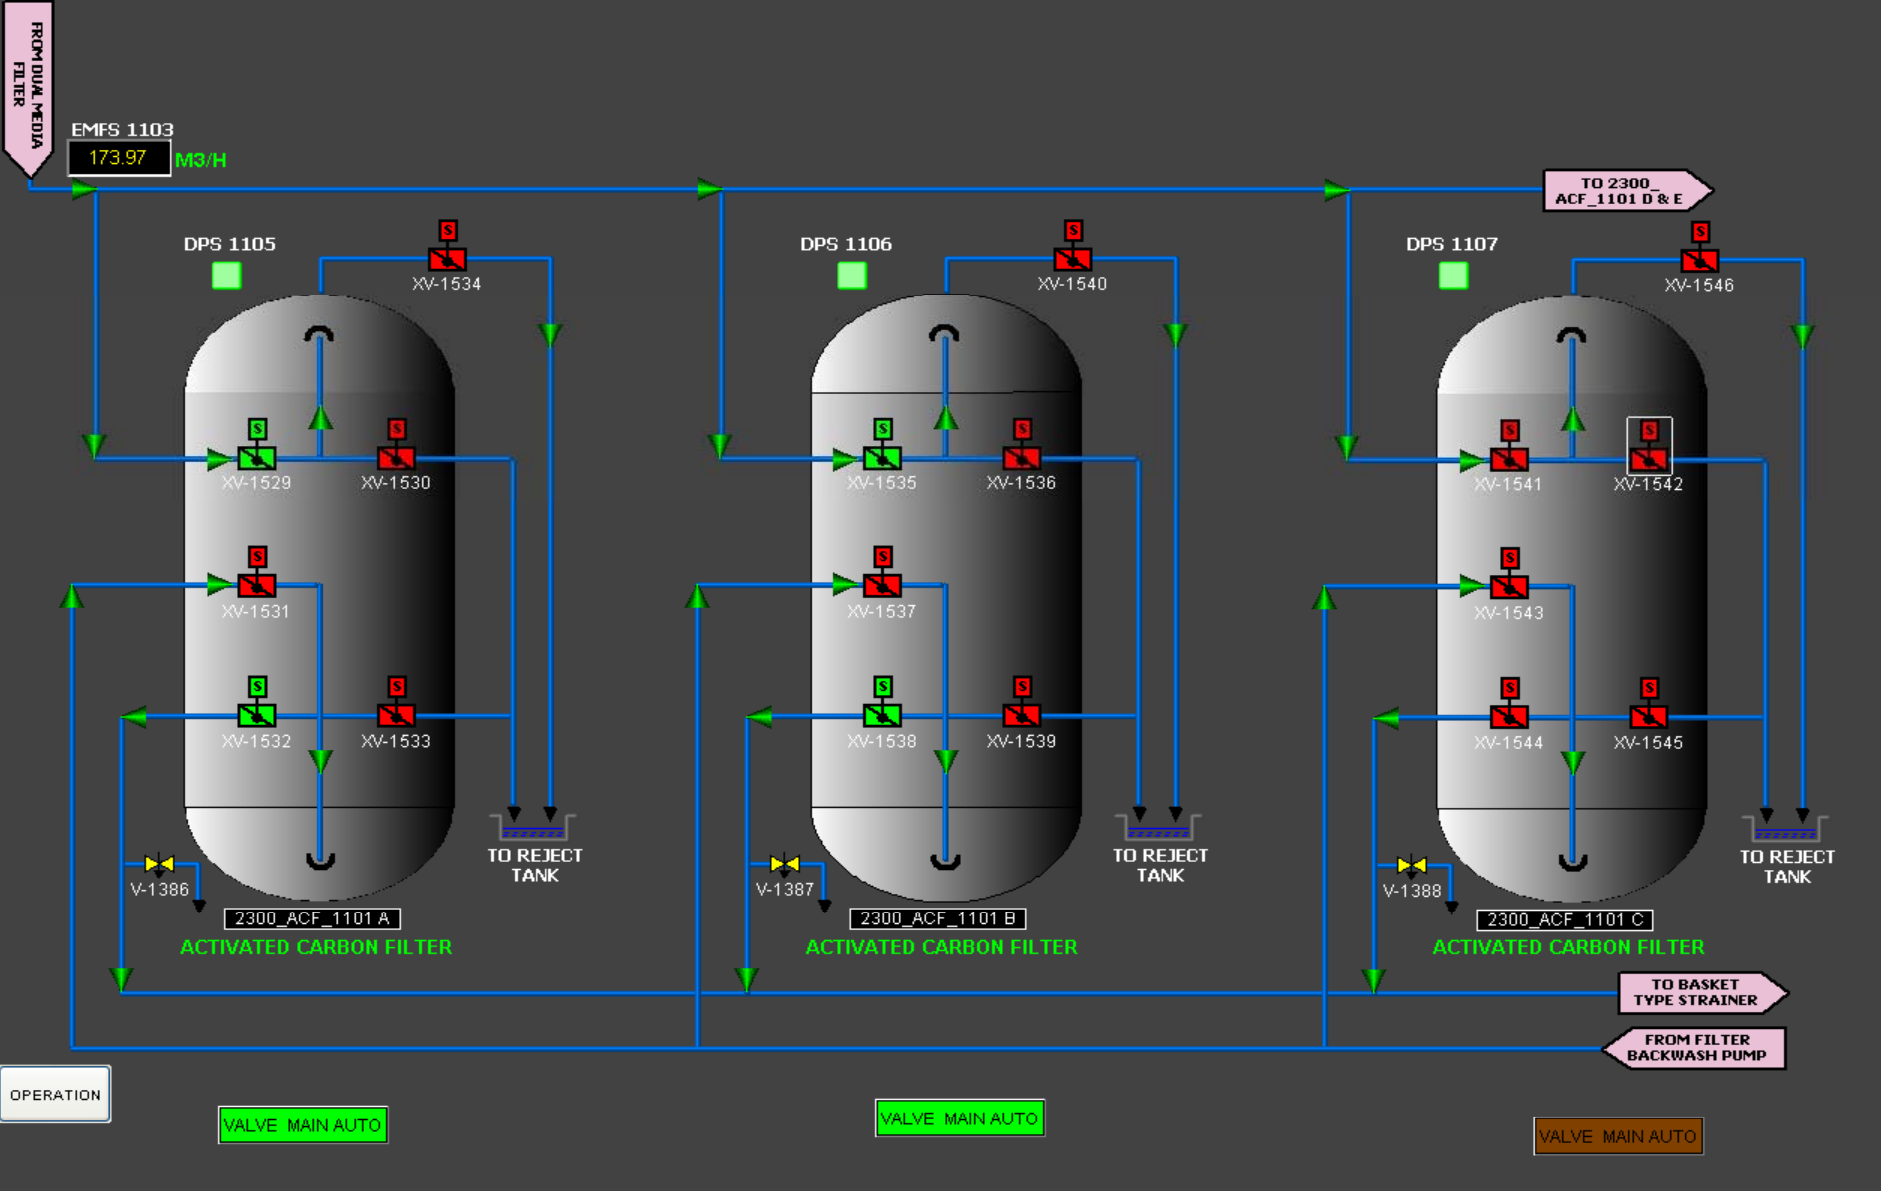 FROM DUAL MEDIA
FILTER
EMFS 1103
173.97 M3/H
TO 2300_
ACF_1101 D & E
DPS 1105
S
XV-1534
DPS 1106
S
XV-1540
DPS 1107
S
XV-1546
S
XV-1529
S
XV-1530
S
XV-1535
S
XV-1536
S
XV-1541
S
XV-1542
S
XV-1531
S
XV-1537
S
XV-1543
S
XV-1532
S
XV-1533
S
XV-1538
S
XV-1539
S
XV-1544
S
XV-1545
TO REJECT
TANK
TO REJECT
TANK
TO REJECT
TANK
V-1386
V-1387
V-1388
2300_ACF_1101 A
ACTIVATED CARBON FILTER
2300_ACF_1101 B
ACTIVATED CARBON FILTER
2300_ACF_1101 C
ACTIVATED CARBON FILTER
TO BASKET
TYPE STRAINER
FROM FILTER
BACKWASH PUMP
OPERATION
VALVE MAIN AUTO
VALVE MAIN AUTO
VALVE MAIN AUTO